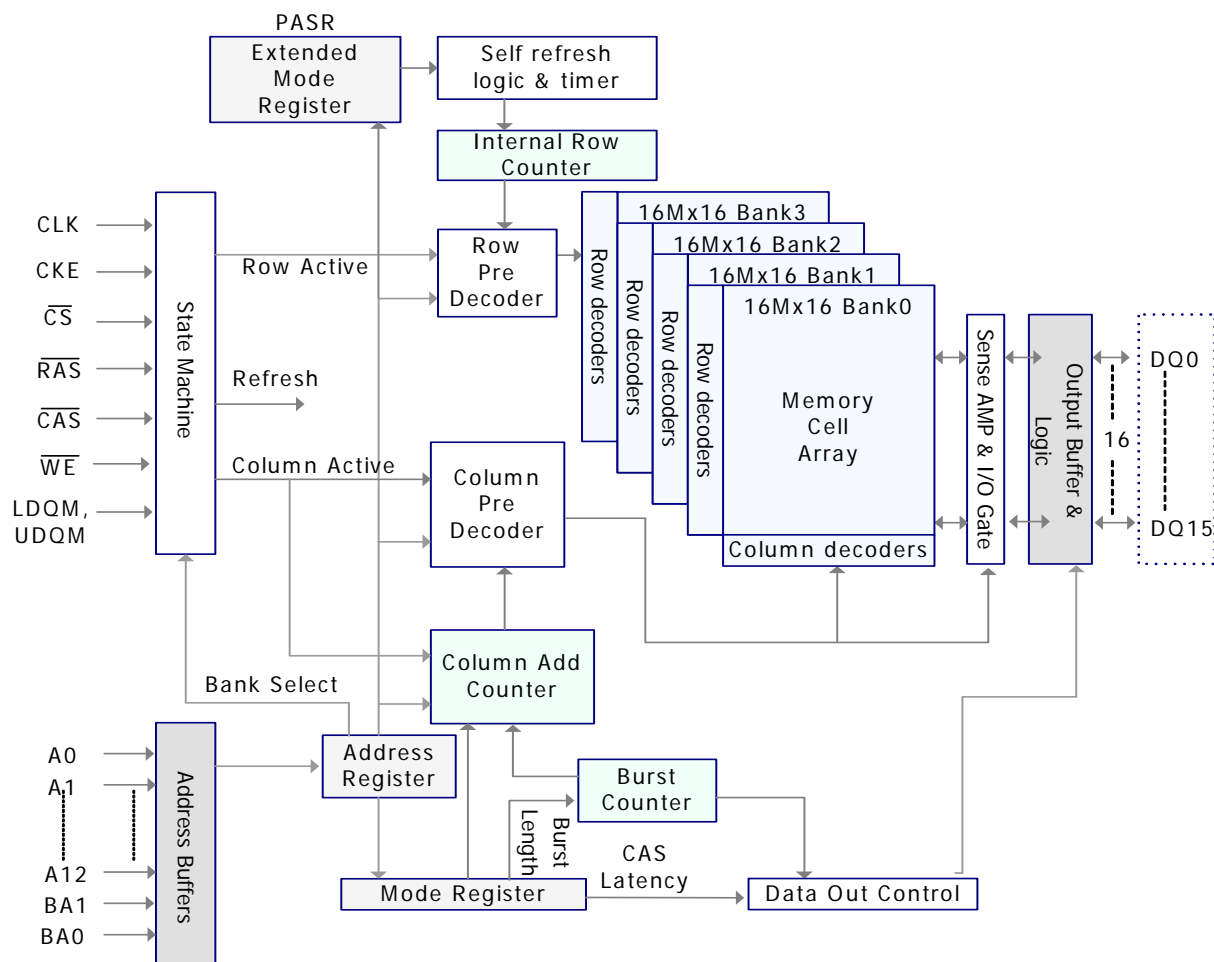 PASR
Extended
Mode
Register
Self refresh
logic & timer
Internal Row
Counter
CLK
CKE
CS
RAS
CAS
WE
LDQM,
UDQM
State Machine
Row Active
Refresh
Column Active
Row
Pre
Decoder
Column
Pre
Decoder
Row decoders
Row decoders
Row decoders
Row decoders
16Mx16 Bank3
16Mx16 Bank2
16Mx16 Bank1
16Mx16 Bank0
Memory
Cell
Array
Column decoders
Sense AMP & I/O Gate
Output Buffer &
Logic
DQ0
16
DQ15
Bank Select
Column Add
Counter
A0
A1
A12
BA1
BA0
Address Buffers
Address
Register
Burst
Counter
Burst
Length
CAS
Latency
Mode Register
Data Out Control